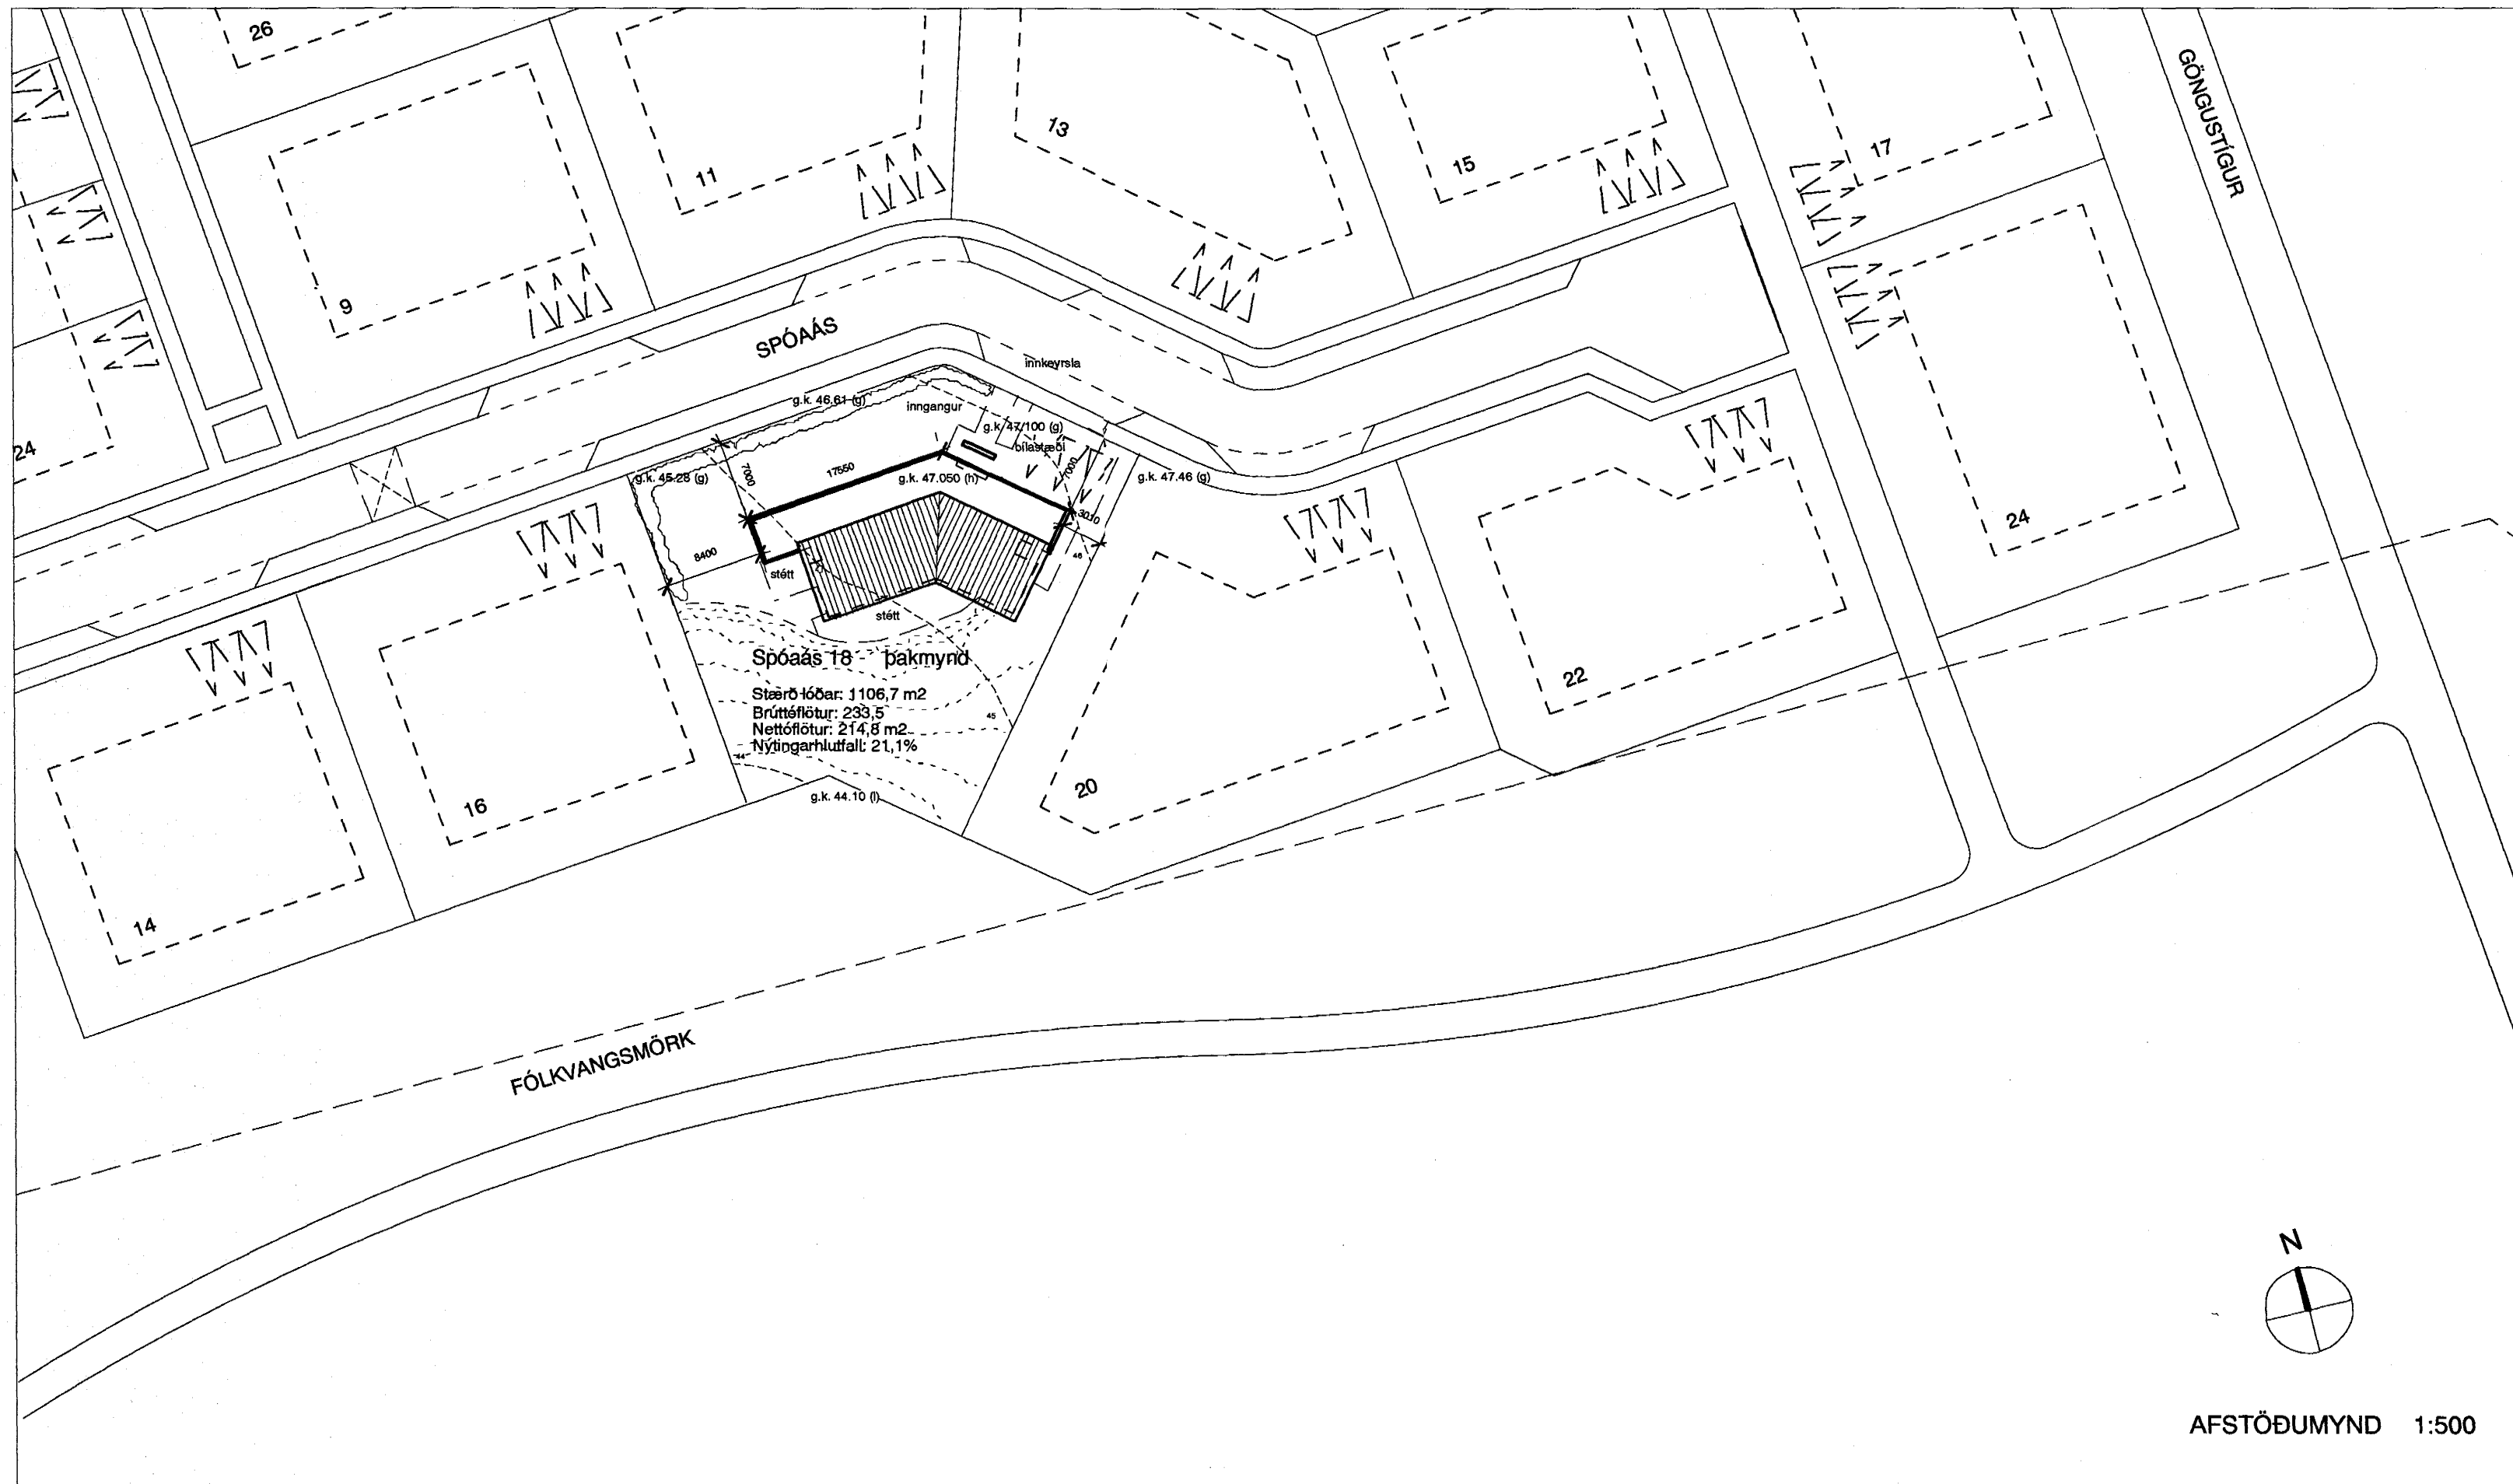 26
GÖNGUSTÍGUR
13
17
15
11
9
SPÓAÁS
innkeyrsla
g.k. 46.61 (g)
inngangur
g.k. 47.100 (g)
bílastæði
24
g.k. 45.28 (g)
7000
17550
g.k. 47.050 (h)
7000
g.k. 47.46 (g)
3010
24
8400
46
stétt
stétt
Spóaás 18 - þakmynd
22
Stærð lóðar: 1106,7 m2
Brúttóflötur: 233,5
45
Nettóflötur: 214,8 m2
Nýtingarhlutfall: 21,1%
44
20
g.k. 44.10 (l)
16
14
FÓLKVANGSMÖRK
N
AFSTÖÐUMYND 1:500